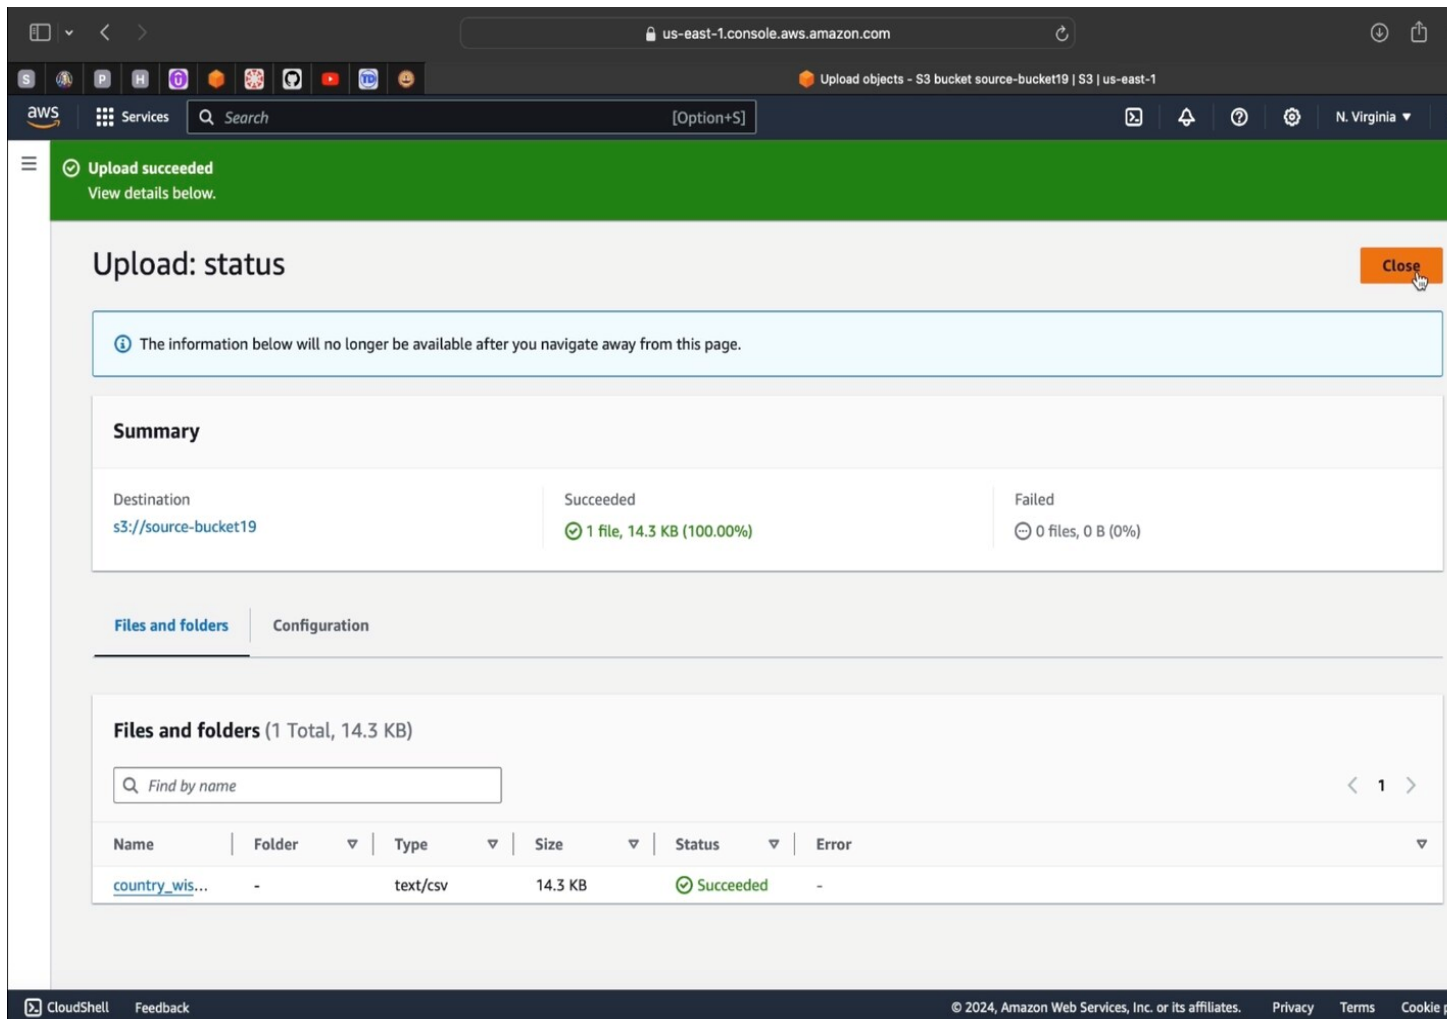 us-east-1.console.aws.amazon.com
S P H TD Upload objects - S3 bucket source-bucket19 | S3 | us-east-1
aws Services Search [Option+S] N. Virginia ▼
Upload succeeded
View details below.
Upload: status
Close
The information below will no longer be available after you navigate away from this page.
Summary
Destination Succeeded Failed
s3://source-bucket19 1 file, 14.3 KB (100.00%) 0 files, 0 B (0%)
Files and folders Configuration
Files and folders (1 Total, 14.3 KB)
Find by name 1
Name Folder Type Size Status Error
country_wis... - text/csv 14.3 KB Succeeded -
CloudShell Feedback © 2024, Amazon Web Services, Inc. or its affiliates. Privacy Terms Cookie